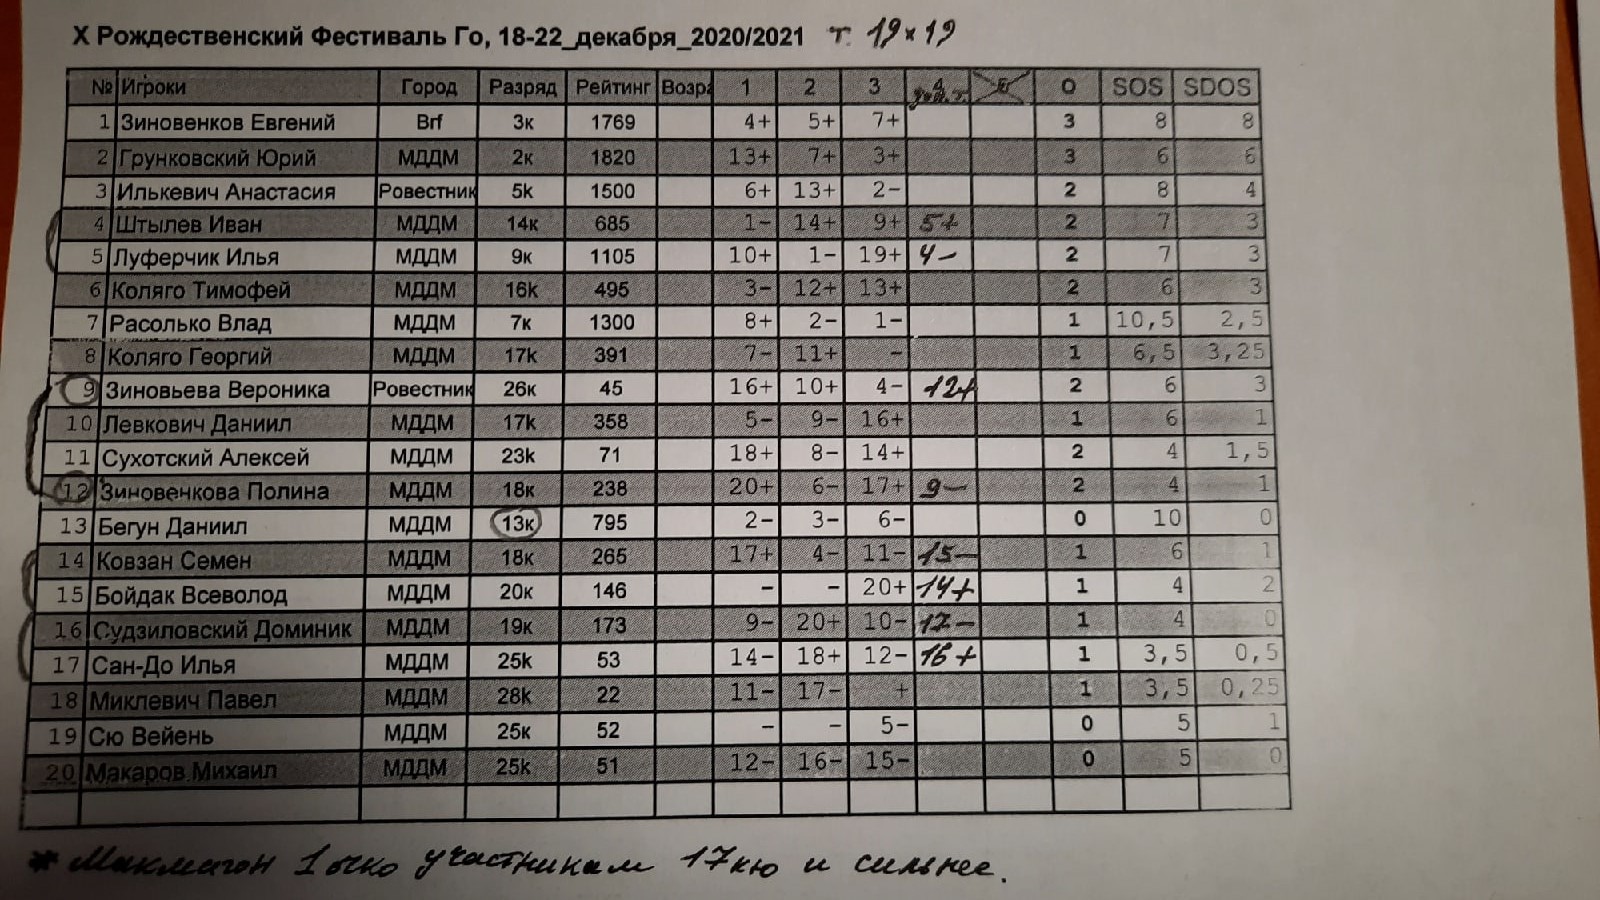 X Рождественский Фестиваль Го, 18-22_декабря_2020/2021 т. 19×19
№ Игроки Город Разряд Рейтинг Возра 1 2 3 4 доп. т. О SOS SDOS
1 Зиновенков Евгений Brf 3к 1769 4+ 5+ 7+ 3 8 8
2 Грунковский Юрий МДДМ 2к 1820 13+ 7+ 3+ 3 6 6
3 Илькевич Анастасия Ровестник 5k 1500 6+ 13+ 2- 2 8 4
4 Штылев Иван МДДМ 14к 685 1- 14+ 9+ 5+ 2 7 3
5 Луферчик Илья МДДМ 9к 1105 10+ 1- 19+ 4- 2 7 3
6 Коляго Тимофей МДДМ 16k 495 3- 12+ 13+ 2 6 3
7 Расолько Влад МДДМ 7к 1300 8+ 2- 1- 1 10,5 2,5
8 Коляго Георгий МДДМ 17k 391 7- 11+ - 1 6,5 3,25
9 Зиновьева Вероника Ровестник 26к 45 16+ 10+ 4- 12+ 2 6 3
10 Левкович Даниил МДДМ 17k 358 5- 9- 16+ 1 6 1
11 Сухотский Алексей МДДМ 23k 71 18+ 8- 14+ 2 4 1,5
12 Зиновенкова Полина МДДМ 18к 238 20+ 6- 17+ 9- 2 4 1
13 Бегун Даниил МДДМ 13к 795 2- 3- 6- 0 10 0
14 Ковзан Семен МДДМ 18к 265 17+ 4- 11- 15- 1 6 1
15 Бойдак Всеволод МДДМ 20к 146 - - 20+ 14+ 1 4 2
16 Судзиловский Доминик МДДМ 19к 173 9- 20+ 10- 17- 1 4 0
17 Сан-До Илья МДДМ 25k 53 14- 18+ 12- 16+ 1 3,5 0,5
18 Миклевич Павел МДДМ 28k 22 11- 17- + 1 3,5 0,25
19 Сю Вейень МДДМ 25к 52 - - 5- 0 5 1
20 Макаров Михаил МДДМ 25k 51 12- 16- 15- 0 5 0
* Макмагон 1 очко участникам 17кю и сильнее.